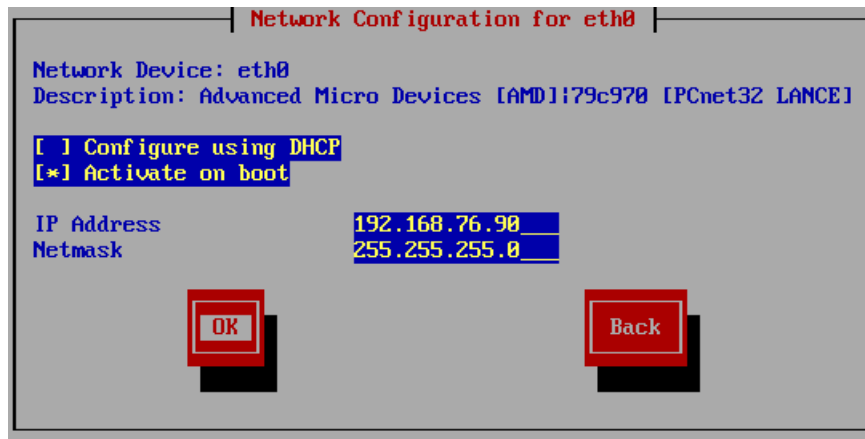 Network Configuration for eth0
Network Device: eth0
Description: Advanced Micro Devices [AMD]¦79c970 [PCnet32 LANCE]
[ ] Configure using DHCP
[*] Activate on boot
IP Address 192.168.76.90___
Netmask 255.255.255.0___
OK Back